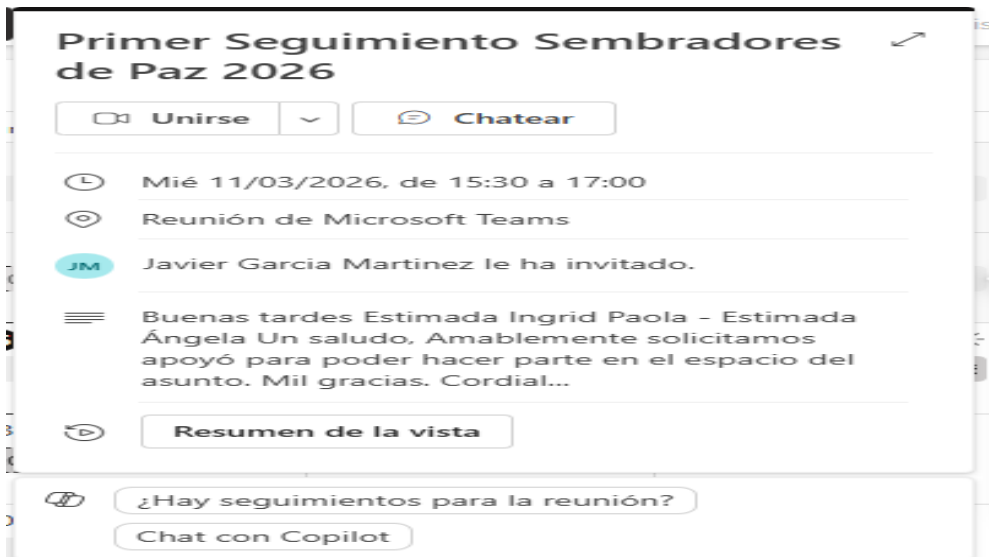 Primer Seguimiento Sembradores
de Paz 2026
Unirse
Chatear
Mié 11/03/2026, de 15:30 a 17:00
Reunión de Microsoft Teams
JM
Javier Garcia Martinez le ha invitado.
Buenas tardes Estimada Ingrid Paola - Estimada
Ángela Un saludo, Amablemente solicitamos
apoyó para poder hacer parte en el espacio del
asunto. Mil gracias. Cordial...
Resumen de la vista
¿Hay seguimientos para la reunión?
Chat con Copilot